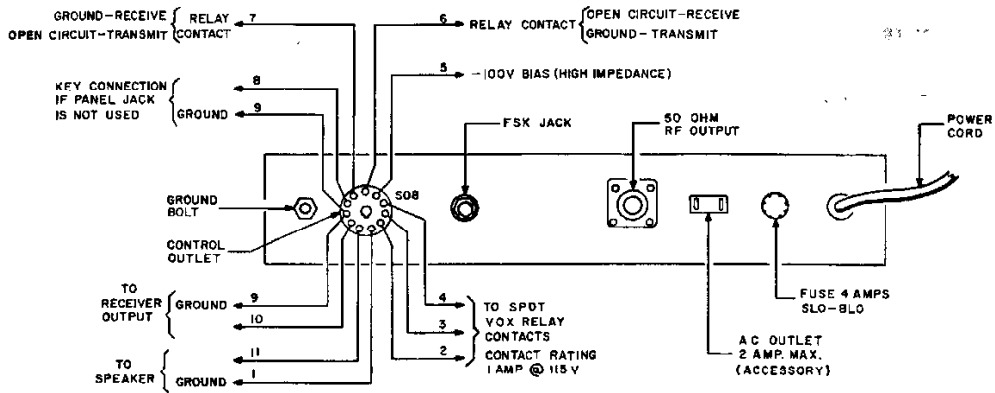 GROUND-RECEIVE
OPEN CIRCUIT-TRANSMIT
RELAY
CONTACT
7
6
RELAY CONTACT
OPEN CIRCUIT-RECEIVE
GROUND-TRANSMIT
5
-100V BIAS (HIGH IMPEDANCE)
KEY CONNECTION
IF PANEL JACK
IS NOT USED
8
GROUND
9
FSK JACK
50 OHM
RF OUTPUT
POWER
CORD
SO8
GROUND
BOLT
CONTROL
OUTLET
TO
RECEIVER
OUTPUT
GROUND
9
10
TO
SPEAKER
11
GROUND
1
4
3
2
TO SPDT
VOX RELAY
CONTACTS
CONTACT RATING
1 AMP @ 115 V
FUSE 4 AMPS
SLO-BLO
AC OUTLET
2 AMP. MAX.
(ACCESSORY)